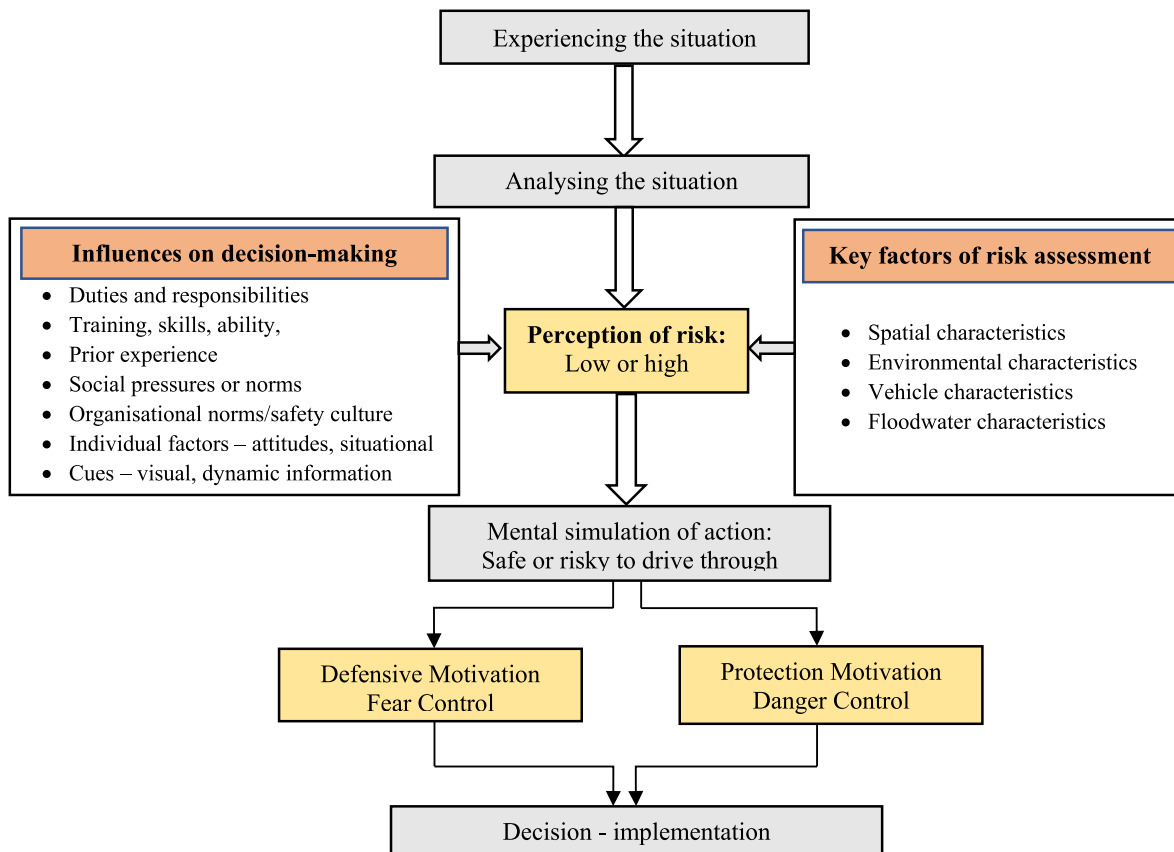 Experiencing the situation
Analysing the situation
Influences on decision-making
• Duties and responsibilities
• Training, skills, ability,
• Prior experience
• Social pressures or norms
• Organisational norms/safety culture
• Individual factors – attitudes, situational
• Cues – visual, dynamic information
Perception of risk:
Low or high
Key factors of risk assessment
• Spatial characteristics
• Environmental characteristics
• Vehicle characteristics
• Floodwater characteristics
Mental simulation of action:
Safe or risky to drive through
Defensive Motivation
Fear Control
Protection Motivation
Danger Control
Decision - implementation